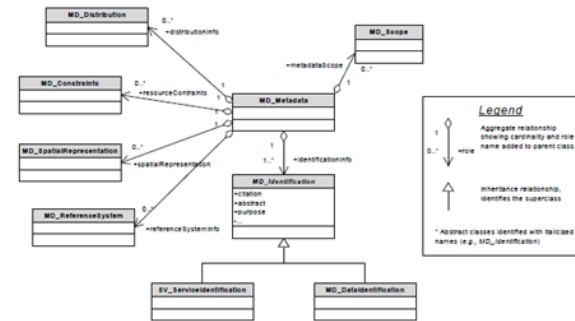 MD_Distribution
0..*
+distributionInfo
MD_Scope
+metadataScope
0..*
MD_Constraints
0..*
+resourceContraints
1
1
1
1
1
MD_Metadata
MD_SpatialRepresentation
0..*
+spatialRepresentation
1
1..*
+identificationInfo
MD_Identification
+citation
+abstract
+purpose
-...
MD_ReferenceSystem
0..*
+referenceSystemInfo
SV_ServiceIdentification
MD_DataIdentification
Legend
1
0..*
+role
Aggregate relationship
showing cardinality and role
name added to parent class
Inheritance relationship,
identifies the superclass
* Abstract classes identified with italicized
names (e.g., MD_Identification)